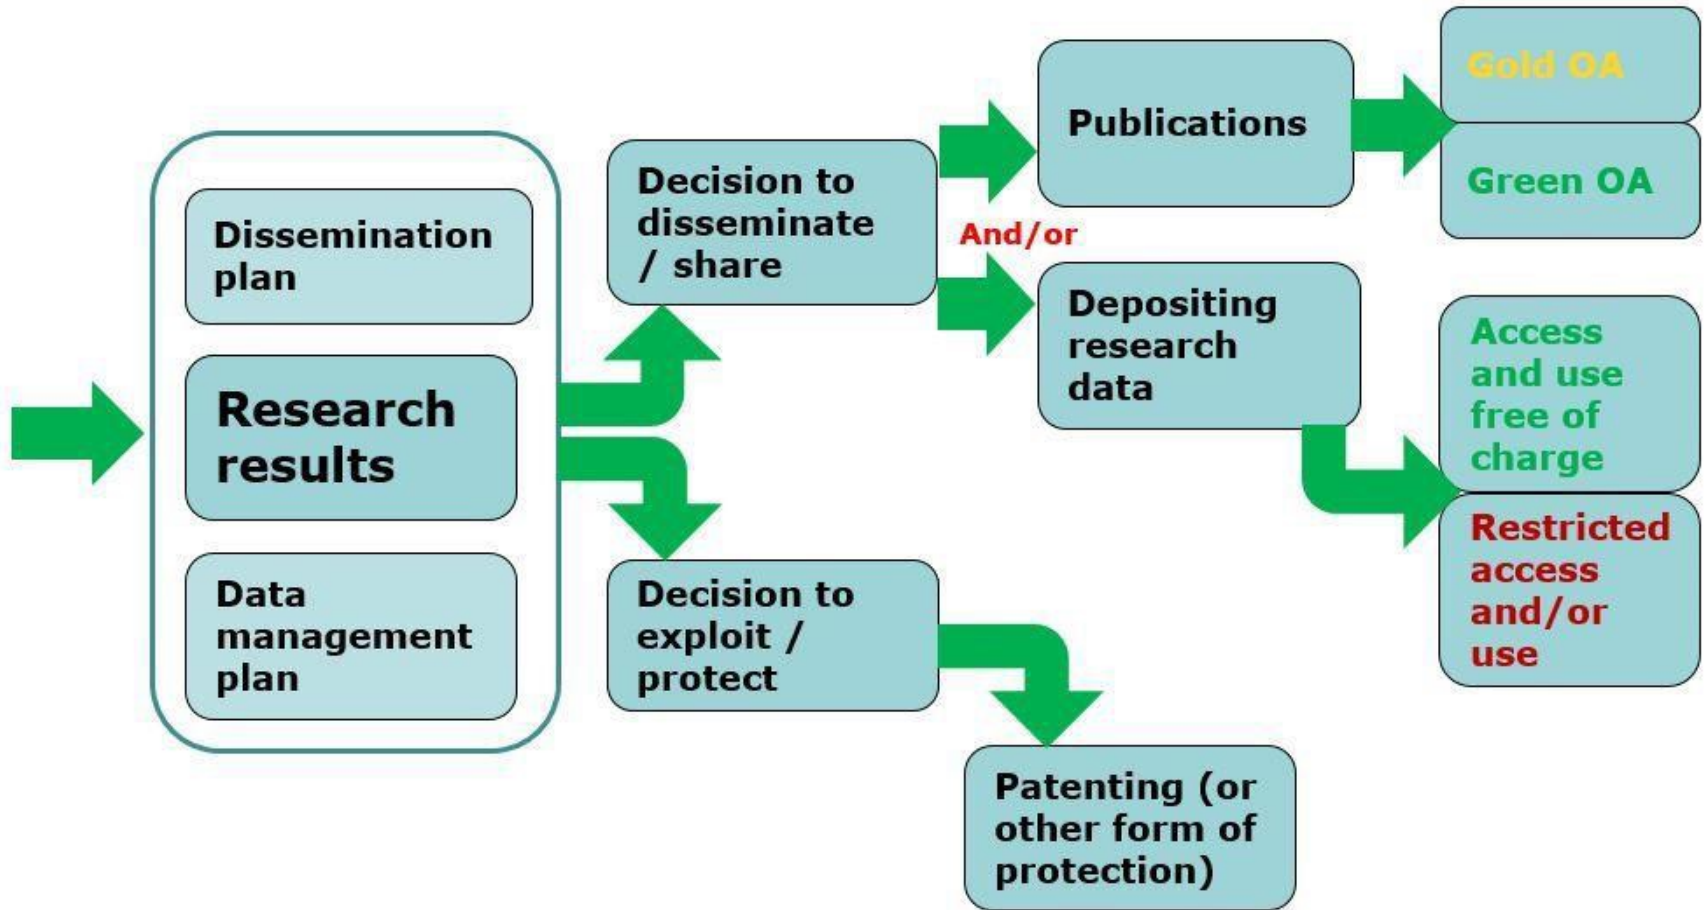 Dissemination
plan
Research
results
Data
management
plan
Decision to
disseminate
/ share
Decision to
exploit /
protect
And/or
Publications
Depositing
research
data
Patenting (or
other form of
protection)
Gold OA
Green OA
Access
and use
free of
charge
Restricted
access
and/or
use